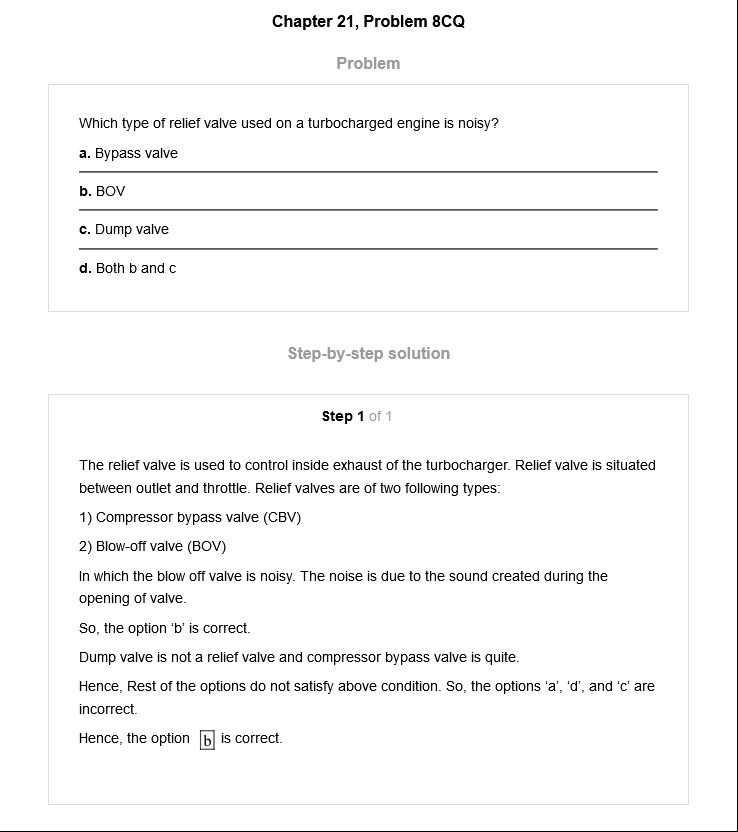 Chapter 21, Problem 8CQ
Problem
Which type of relief valve used on a turbocharged engine is noisy?
a. Bypass valve
b. BOV
c. Dump valve
d. Both b and c
Step-by-step solution
Step 1 of 1
The relief valve is used to control inside exhaust of the turbocharger. Relief valve is situated
between outlet and throttle. Relief valves are of two following types:
1) Compressor bypass valve (CBV)
2) Blow-off valve (BOV)
In which the blow off valve is noisy. The noise is due to the sound created during the
opening of valve.
So, the option ‘b’ is correct.
Dump valve is not a relief valve and compressor bypass valve is quite.
Hence, Rest of the options do not satisfy above condition. So, the options ‘a’, ‘d’, and ‘c’ are
incorrect.
Hence, the option b is correct.